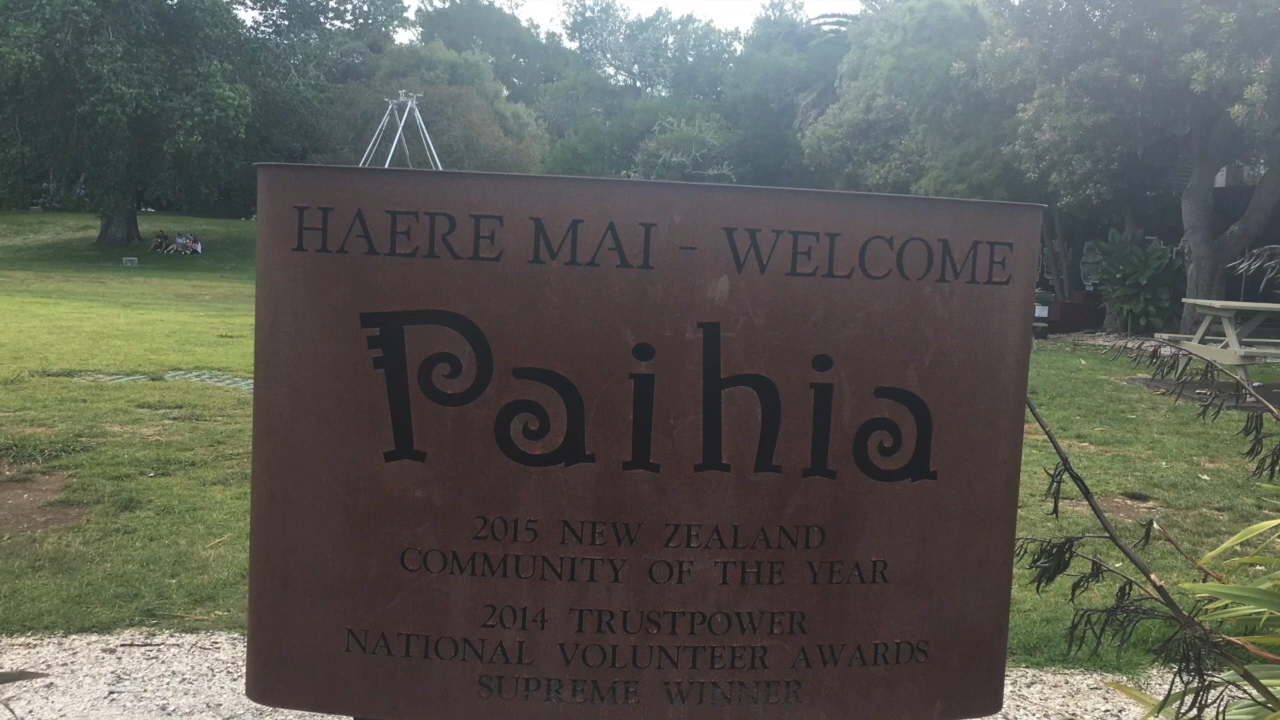 HAERE MAI - WELCOME
Paihia
2015 NEW ZEALAND
COMMUNITY OF THE YEAR
2014 TRUSTPOWER
NATIONAL VOLUNTEER AWARDS
SUPREME WINNER